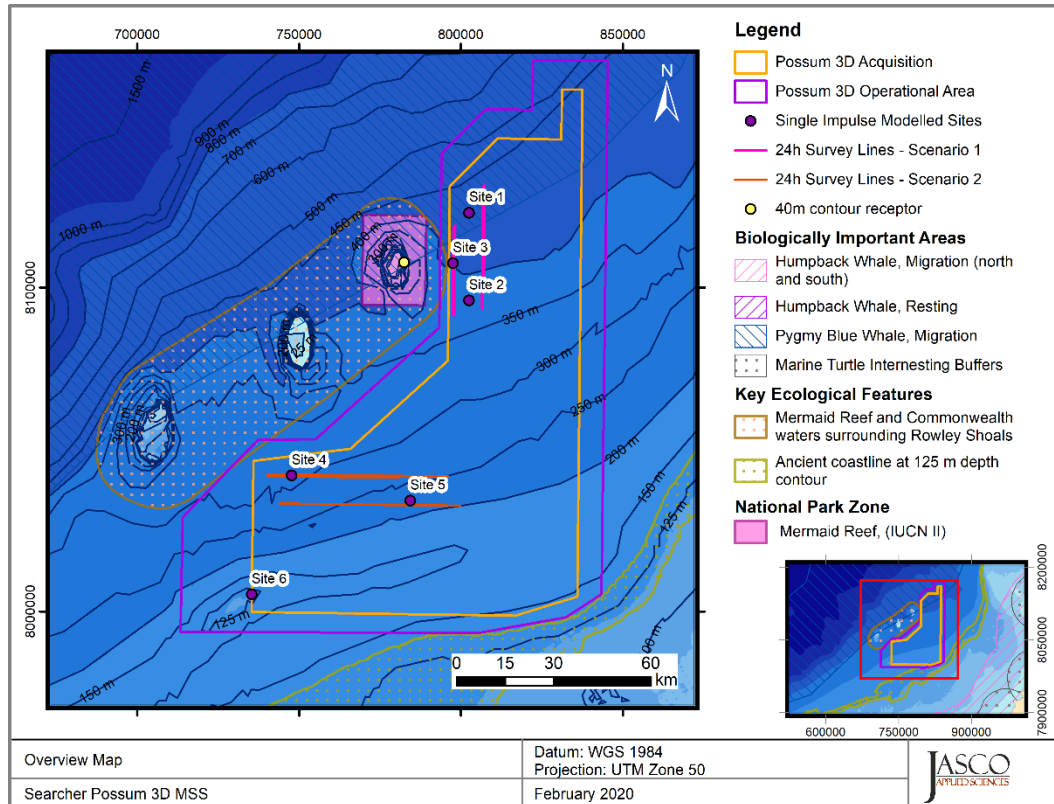 700000
750000
800000
850000
8100000
8000000
1500 m
900 m
800 m
700 m
600 m
1000 m
500 m
450 m
400 m
300 m
350 m
300 m
250 m
200 m
150 m
125 m
300 m
200 m
125 m
150 m
N
Site 1
Site 3
Site 2
Site 4
Site 5
Site 6
0 15 30 60
km
Legend
Possum 3D Acquisition
Possum 3D Operational Area
Single Impulse Modelled Sites
24h Survey Lines - Scenario 1
24h Survey Lines - Scenario 2
40m contour receptor
Biologically Important Areas
Humpback Whale, Migration (north
and south)
Humpback Whale, Resting
Pygmy Blue Whale, Migration
Marine Turtle Internesting Buffers
Key Ecological Features
Mermaid Reef and Commonwealth
waters surrounding Rowley Shoals
Ancient coastline at 125 m depth
contour
National Park Zone
Mermaid Reef, (IUCN II)
8200000
8050000
7900000
600000
750000
900000
Overview Map
Datum: WGS 1984
Projection: UTM Zone 50
Searcher Possum 3D MSS
February 2020
JASCO
APPLIED SCIENCES